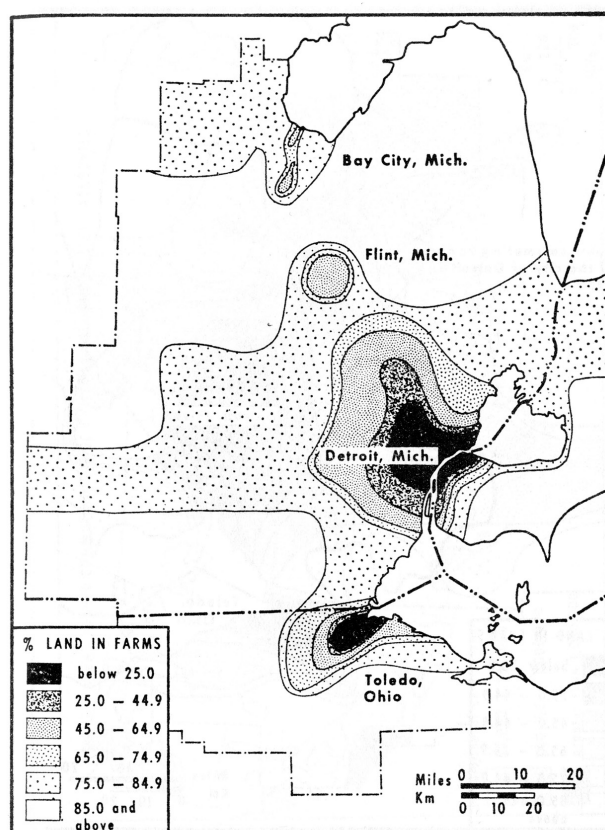 Bay City, Mich.
Flint, Mich.
Detroit, Mich.
Toledo,
Ohio
% LAND IN FARMS
below 25.0
25.0 – 44.9
45.0 – 64.9
65.0 – 74.9
75.0 – 84.9
85.0 and
above
Miles 0 10 20
Km 0 10 20